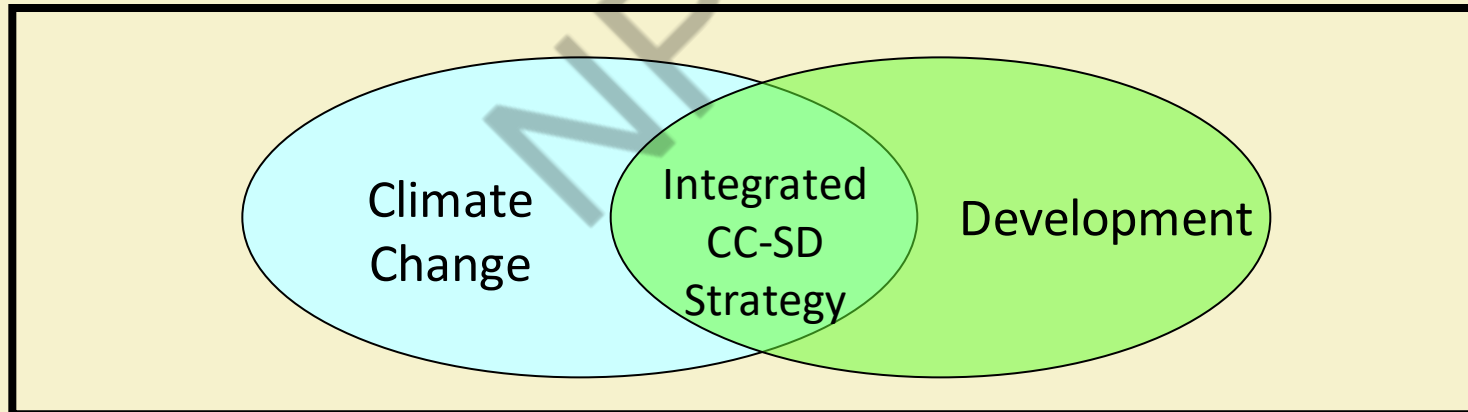 Climate
Change
Integrated
CC-SD
Strategy
Development